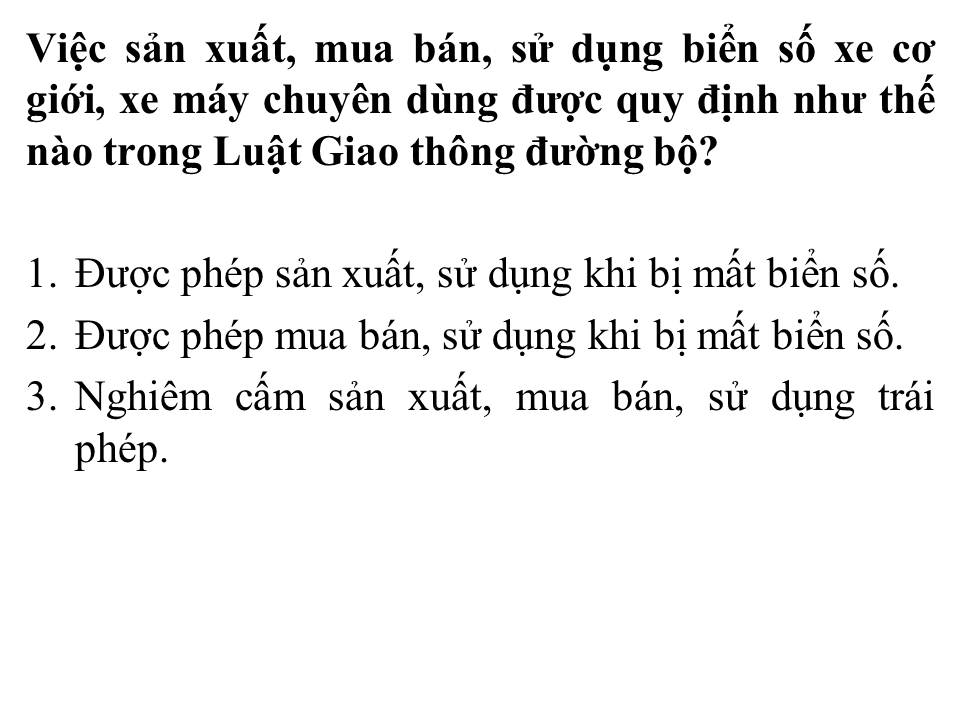 Việc sản xuất, mua bán, sử dụng biển số xe cơ
giới, xe máy chuyên dùng được quy định như thế
nào trong Luật Giao thông đường bộ?
1. Được phép sản xuất, sử dụng khi bị mất biển số.
2. Được phép mua bán, sử dụng khi bị mất biển số.
3. Nghiêm cấm sản xuất, mua bán, sử dụng trái
phép.